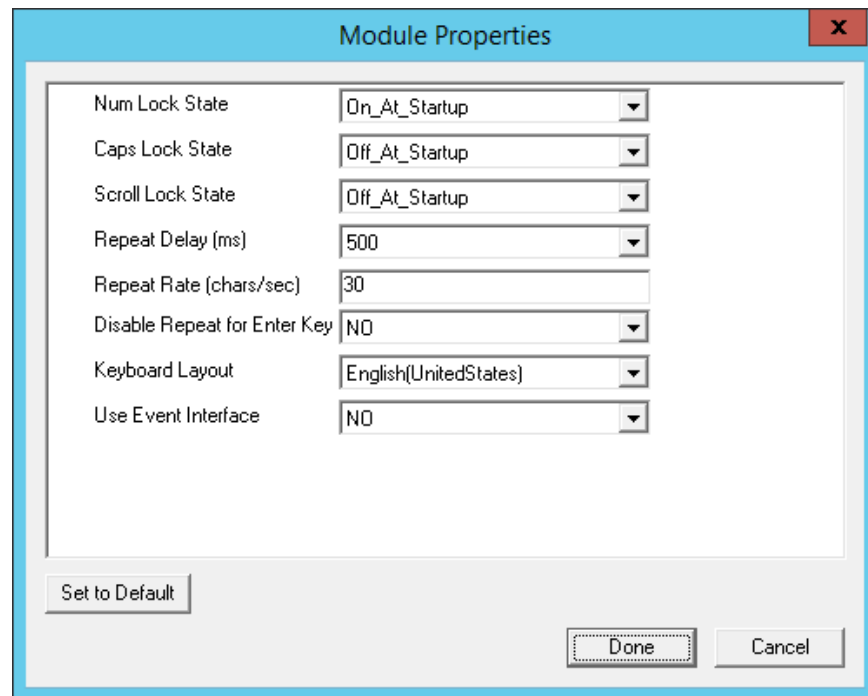 Module Properties
x
Num Lock State On_At_Startup
Caps Lock State Off_At_Startup
Scroll Lock State Off_At_Startup
Repeat Delay (ms) 500
Repeat Rate (chars/sec) 30
Disable Repeat for Enter Key NO
Keyboard Layout English(UnitedStates)
Use Event Interface NO
Set to Default
Done Cancel